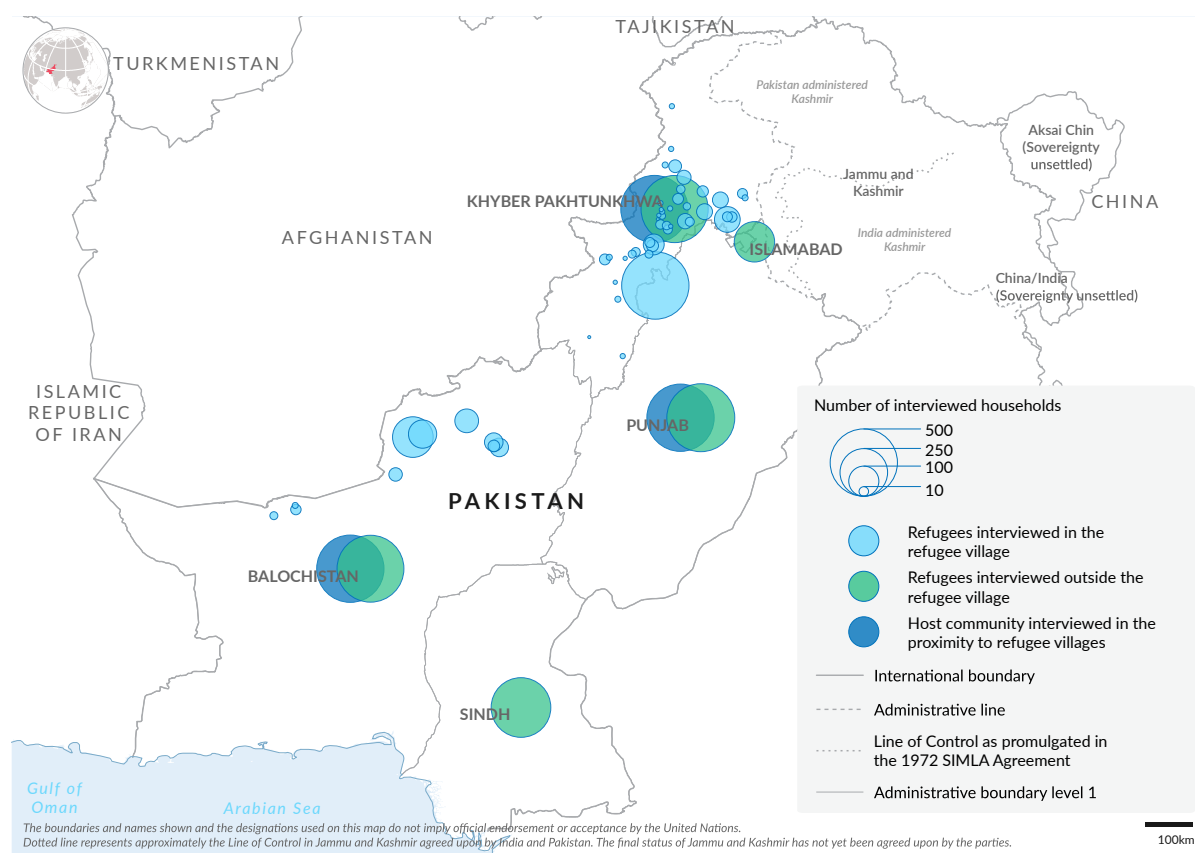 TAJIKISTAN
TURKMENISTAN
Pakistan administered
Kashmir
Aksai Chin
(Sovereignty
unsettled)
Jammu and
Kashmir
KHYBER PAKHTUNKHWA
CHINA
AFGHANISTAN
India administered
Kashmir
ISLAMABAD
China/India
(Sovereignty unsettled)
ISLAMIC
REPUBLIC
OF IRAN
PUNJAB
PAKISTAN
BALOCHISTAN
SINDH
Number of interviewed households
500
250
100
10
Refugees interviewed in the
refugee village
Refugees interviewed outside the
refugee village
Host community interviewed in the
proximity to refugee villages
International boundary
Administrative line
Line of Control as promulgated in
the 1972 SIMLA Agreement
Administrative boundary level 1
Gulf of
Oman
Arabian Sea
The boundaries and names shown and the designations used on this map do not imply official endorsement or acceptance by the United Nations.
Dotted line represents approximately the Line of Control in Jammu and Kashmir agreed upon by India and Pakistan. The final status of Jammu and Kashmir has not yet been agreed upon by the parties.
100km